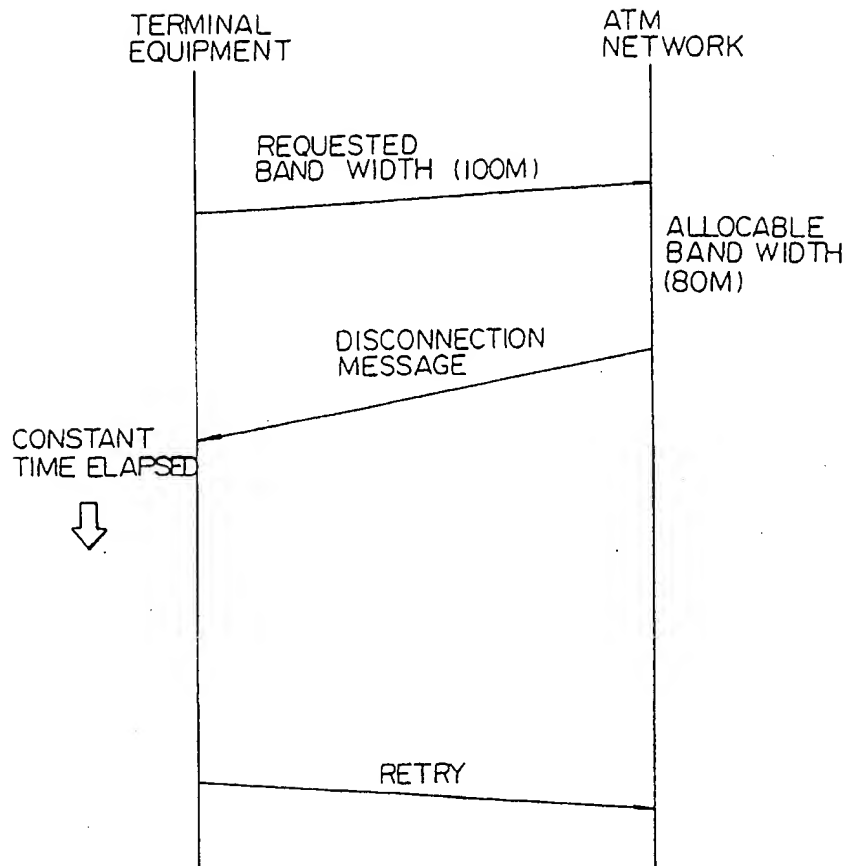 TERMINAL
EQUIPMENT
ATM
NETWORK
REQUESTED
BAND WIDTH (100M)
ALLOCABLE
BAND WIDTH
(80M)
DISCONNECTION
MESSAGE
CONSTANT
TIME ELAPSED
RETRY